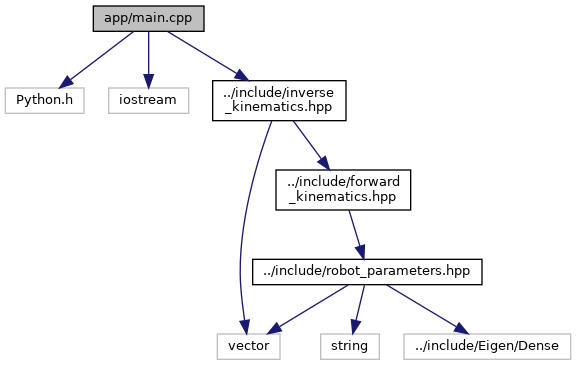 app/main.cpp
Python.h
iostream
../include/inverse
_kinematics.hpp
../include/forward
_kinematics.hpp
../include/robot_parameters.hpp
vector
string
../include/Eigen/Dense